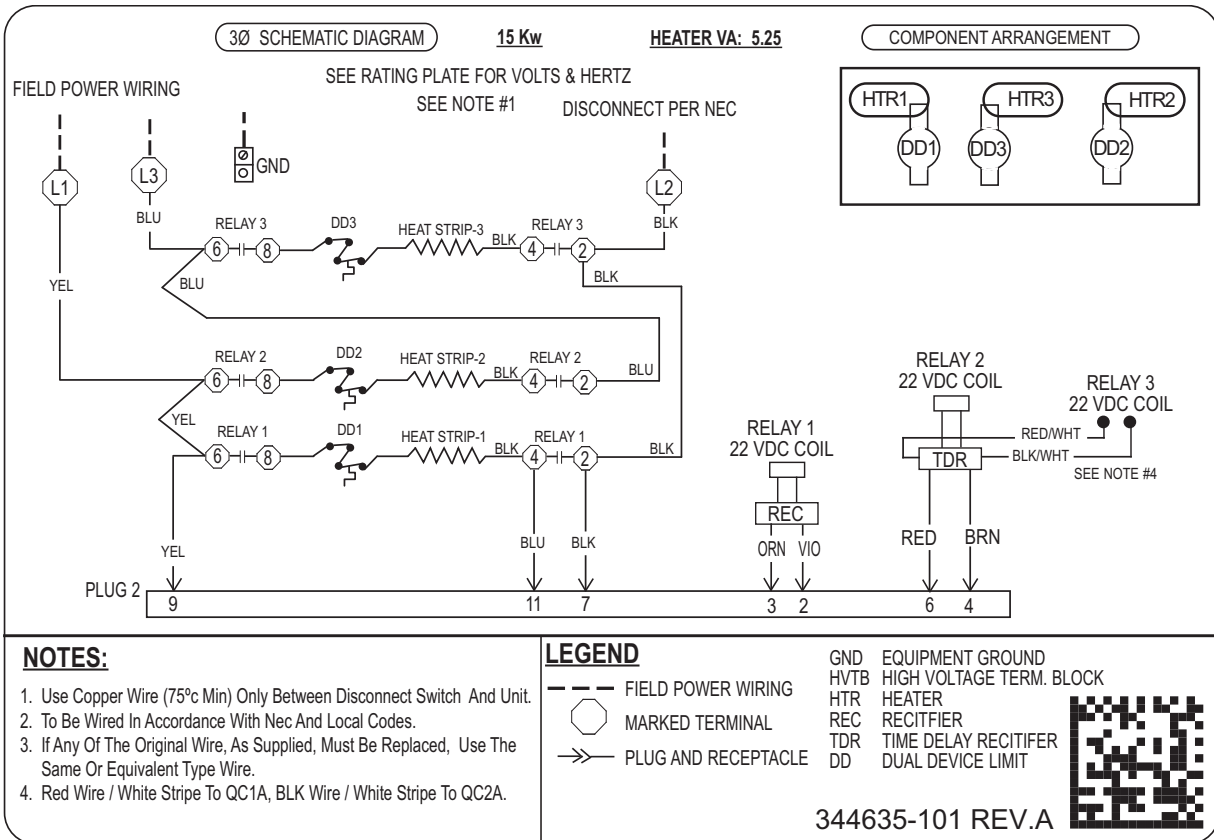 3Ø SCHEMATIC DIAGRAM
15 Kw
HEATER VA: 5.25
COMPONENT ARRANGEMENT
SEE RATING PLATE FOR VOLTS & HERTZ
SEE NOTE #1
FIELD POWER WIRING
DISCONNECT PER NEC
HTR1
HTR3
HTR2
DD1
DD3
DD2
L1
L3
GND
L2
BLU
BLK
RELAY 3
DD3
HEAT STRIP-3
BLK
RELAY 3
6
8
4
2
YEL
BLU
BLK
RELAY 2
DD2
HEAT STRIP-2
BLK
RELAY 2
6
8
4
2
BLU
YEL
RELAY 1
DD1
HEAT STRIP-1
BLK
RELAY 1
6
8
4
2
BLK
RELAY 1
22 VDC COIL
REC
ORN
VIO
RELAY 2
22 VDC COIL
RELAY 3
22 VDC COIL
RED/WHT
BLK/WHT
TDR
SEE NOTE #4
RED
BRN
YEL
BLU
BLK
PLUG 2
9
11
7
3
2
6
4
NOTES:
1. Use Copper Wire (75ºc Min) Only Between Disconnect Switch And Unit.
2. To Be Wired In Accordance With Nec And Local Codes.
3. If Any Of The Original Wire, As Supplied, Must Be Replaced, Use The
Same Or Equivalent Type Wire.
4. Red Wire / White Stripe To QC1A, BLK Wire / White Stripe To QC2A.
LEGEND
FIELD POWER WIRING
MARKED TERMINAL
PLUG AND RECEPTACLE
GND EQUIPMENT GROUND
HVTB HIGH VOLTAGE TERM. BLOCK
HTR HEATER
REC RECITFIER
TDR TIME DELAY RECITIFER
DD DUAL DEVICE LIMIT
344635-101 REV.A